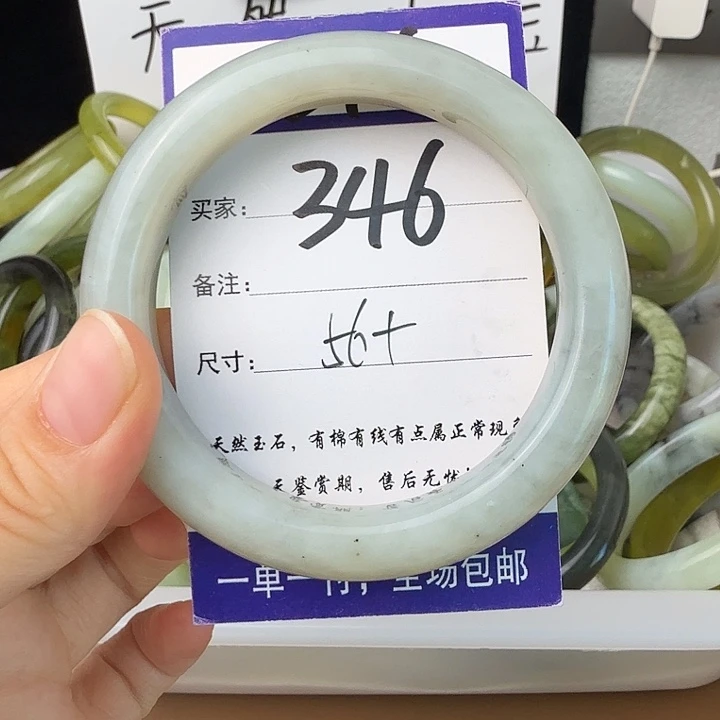 买家: 346
备注:
尺寸: 56+
天然玉石，有棉有线有点属正常现
天鉴赏期，售后无忧
一单一付，全场包邮